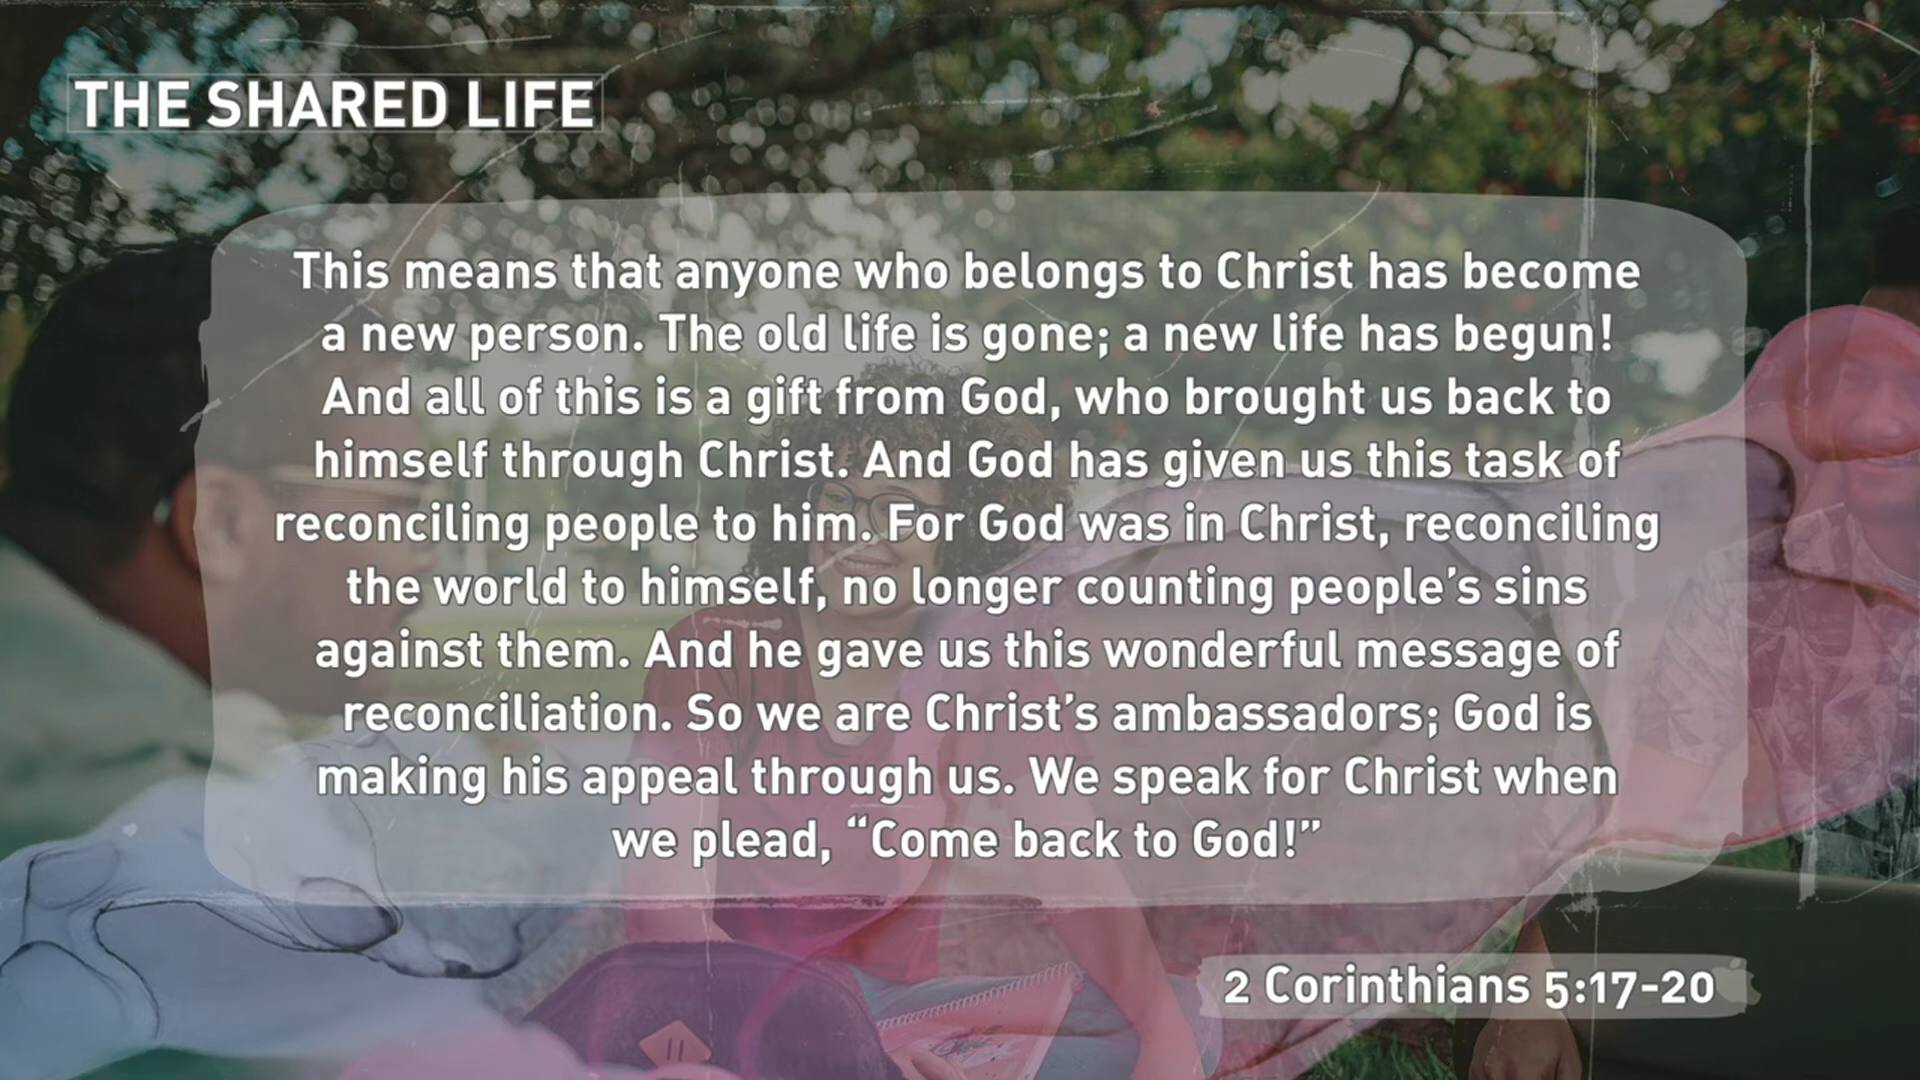 THE SHARED LIFE
This means that anyone who belongs to Christ has become
a new person. The old life is gone; a new life has begun!
And all of this is a gift from God, who brought us back to
himself through Christ. And God has given us this task of
reconciling people to him. For God was in Christ, reconciling
the world to himself, no longer counting people’s sins
against them. And he gave us this wonderful message of
reconciliation. So we are Christ’s ambassadors; God is
making his appeal through us. We speak for Christ when
we plead, “Come back to God!”
2 Corinthians 5:17-20